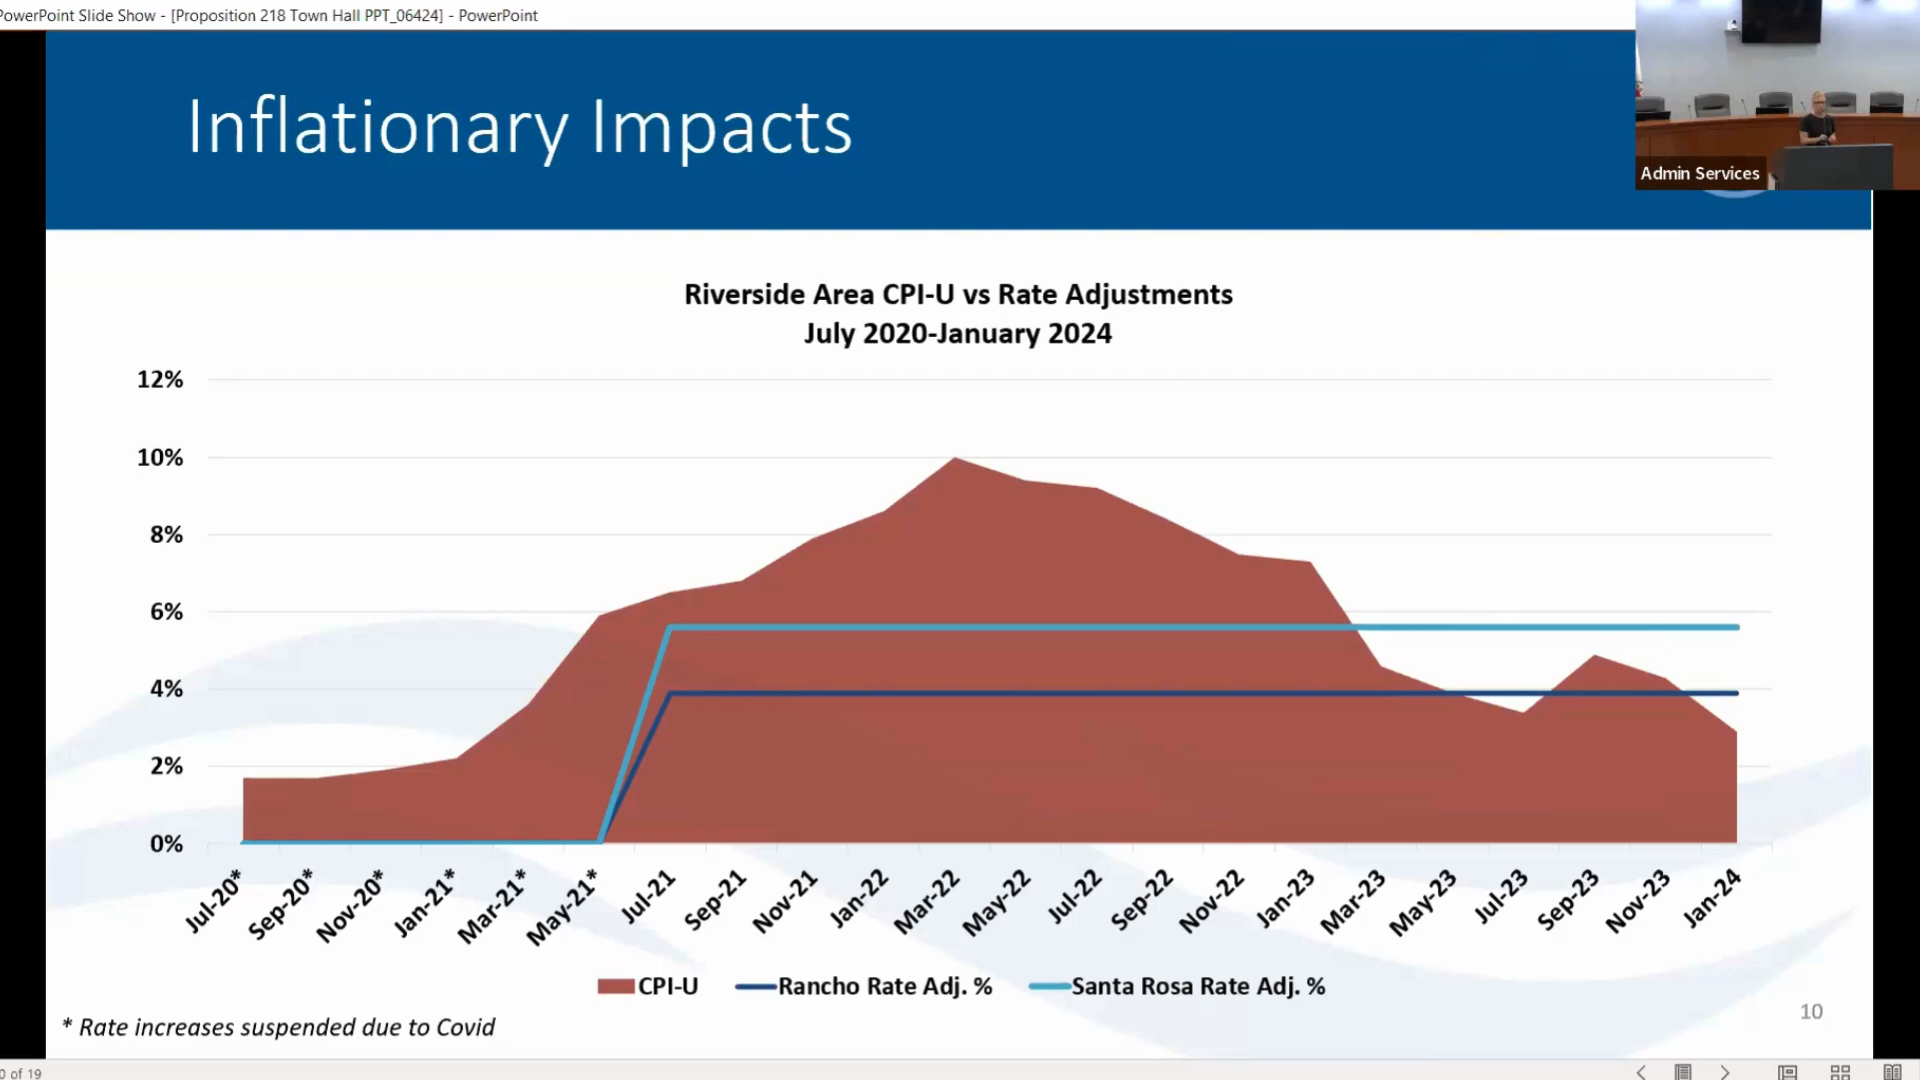 PowerPoint Slide Show - [Proposition 218 Town Hall PPT_06424] - PowerPoint
Admin Services
Inflationary Impacts
Riverside Area CPI-U vs Rate Adjustments
July 2020-January 2024
12%
10%
8%
6%
4%
2%
0%
Jul-20*
Sep-20*
Nov-20*
Jan-21*
Mar-21*
May-21*
Jul-21
Sep-21
Nov-21
Jan-22
Mar-22
May-22
Jul-22
Sep-22
Nov-22
Jan-23
Mar-23
May-23
Jul-23
Sep-23
Nov-23
Jan-24
CPI-U Rancho Rate Adj. % Santa Rosa Rate Adj. %
10
* Rate increases suspended due to Covid
0 of 19